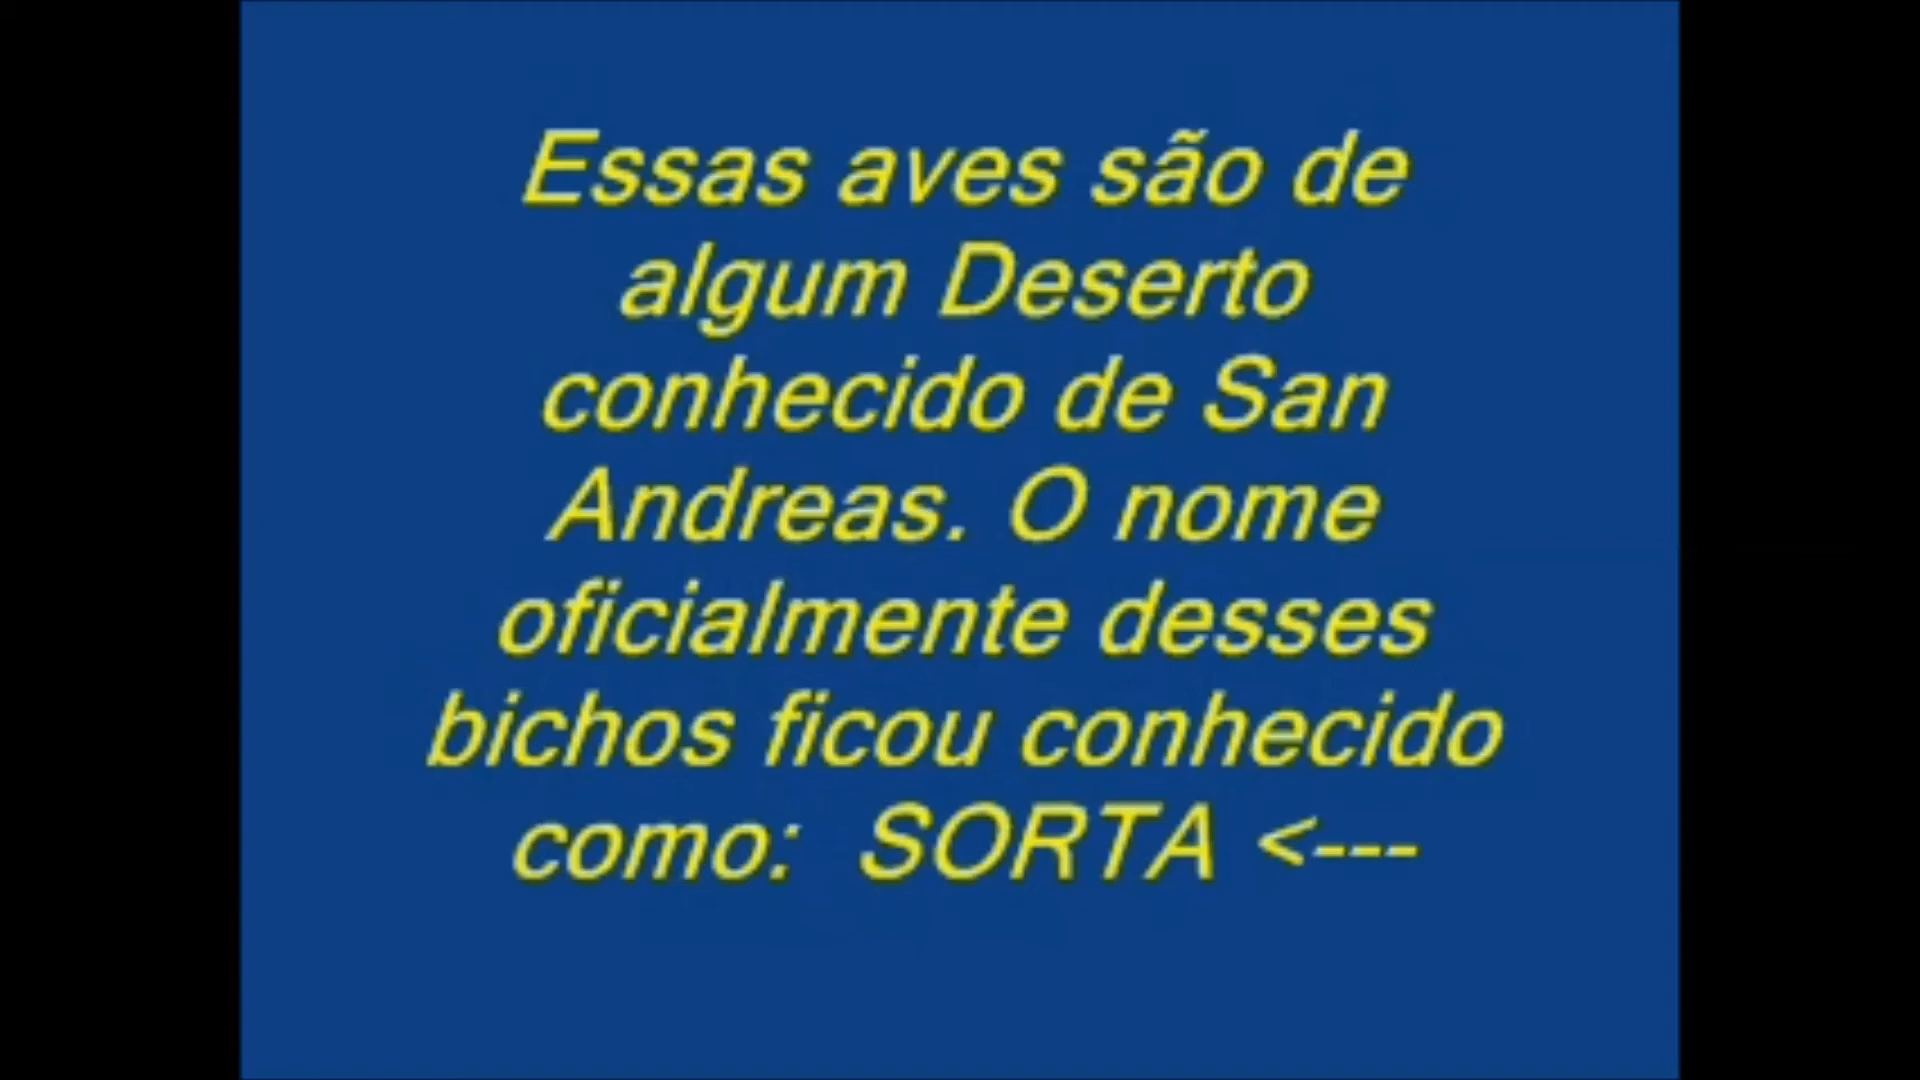 Essas aves são de
algum Deserto
conhecido de San
Andreas. O nome
oficialmente desses
bichos ficou conhecido
como:  SORTA <---